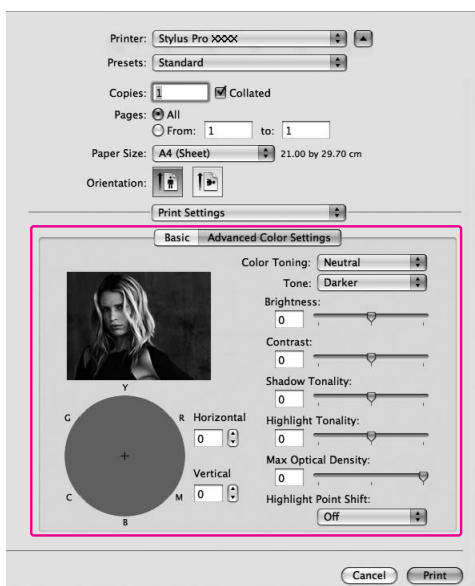 Printer: Stylus Pro XXXX
Presets: Standard
Copies: 1 Collated
Pages: All
From: 1 to: 1
Paper Size: A4 (Sheet) 21.00 by 29.70 cm
Orientation:
Print Settings
Basic Advanced Color Settings
Color Toning: Neutral
Tone: Darker
Brightness:
0
Contrast:
0
Shadow Tonality:
0
Highlight Tonality:
0
Max Optical Density:
0
Highlight Point Shift:
Off
Y
G R
C M
B
Horizontal
0
Vertical
0
Cancel Print